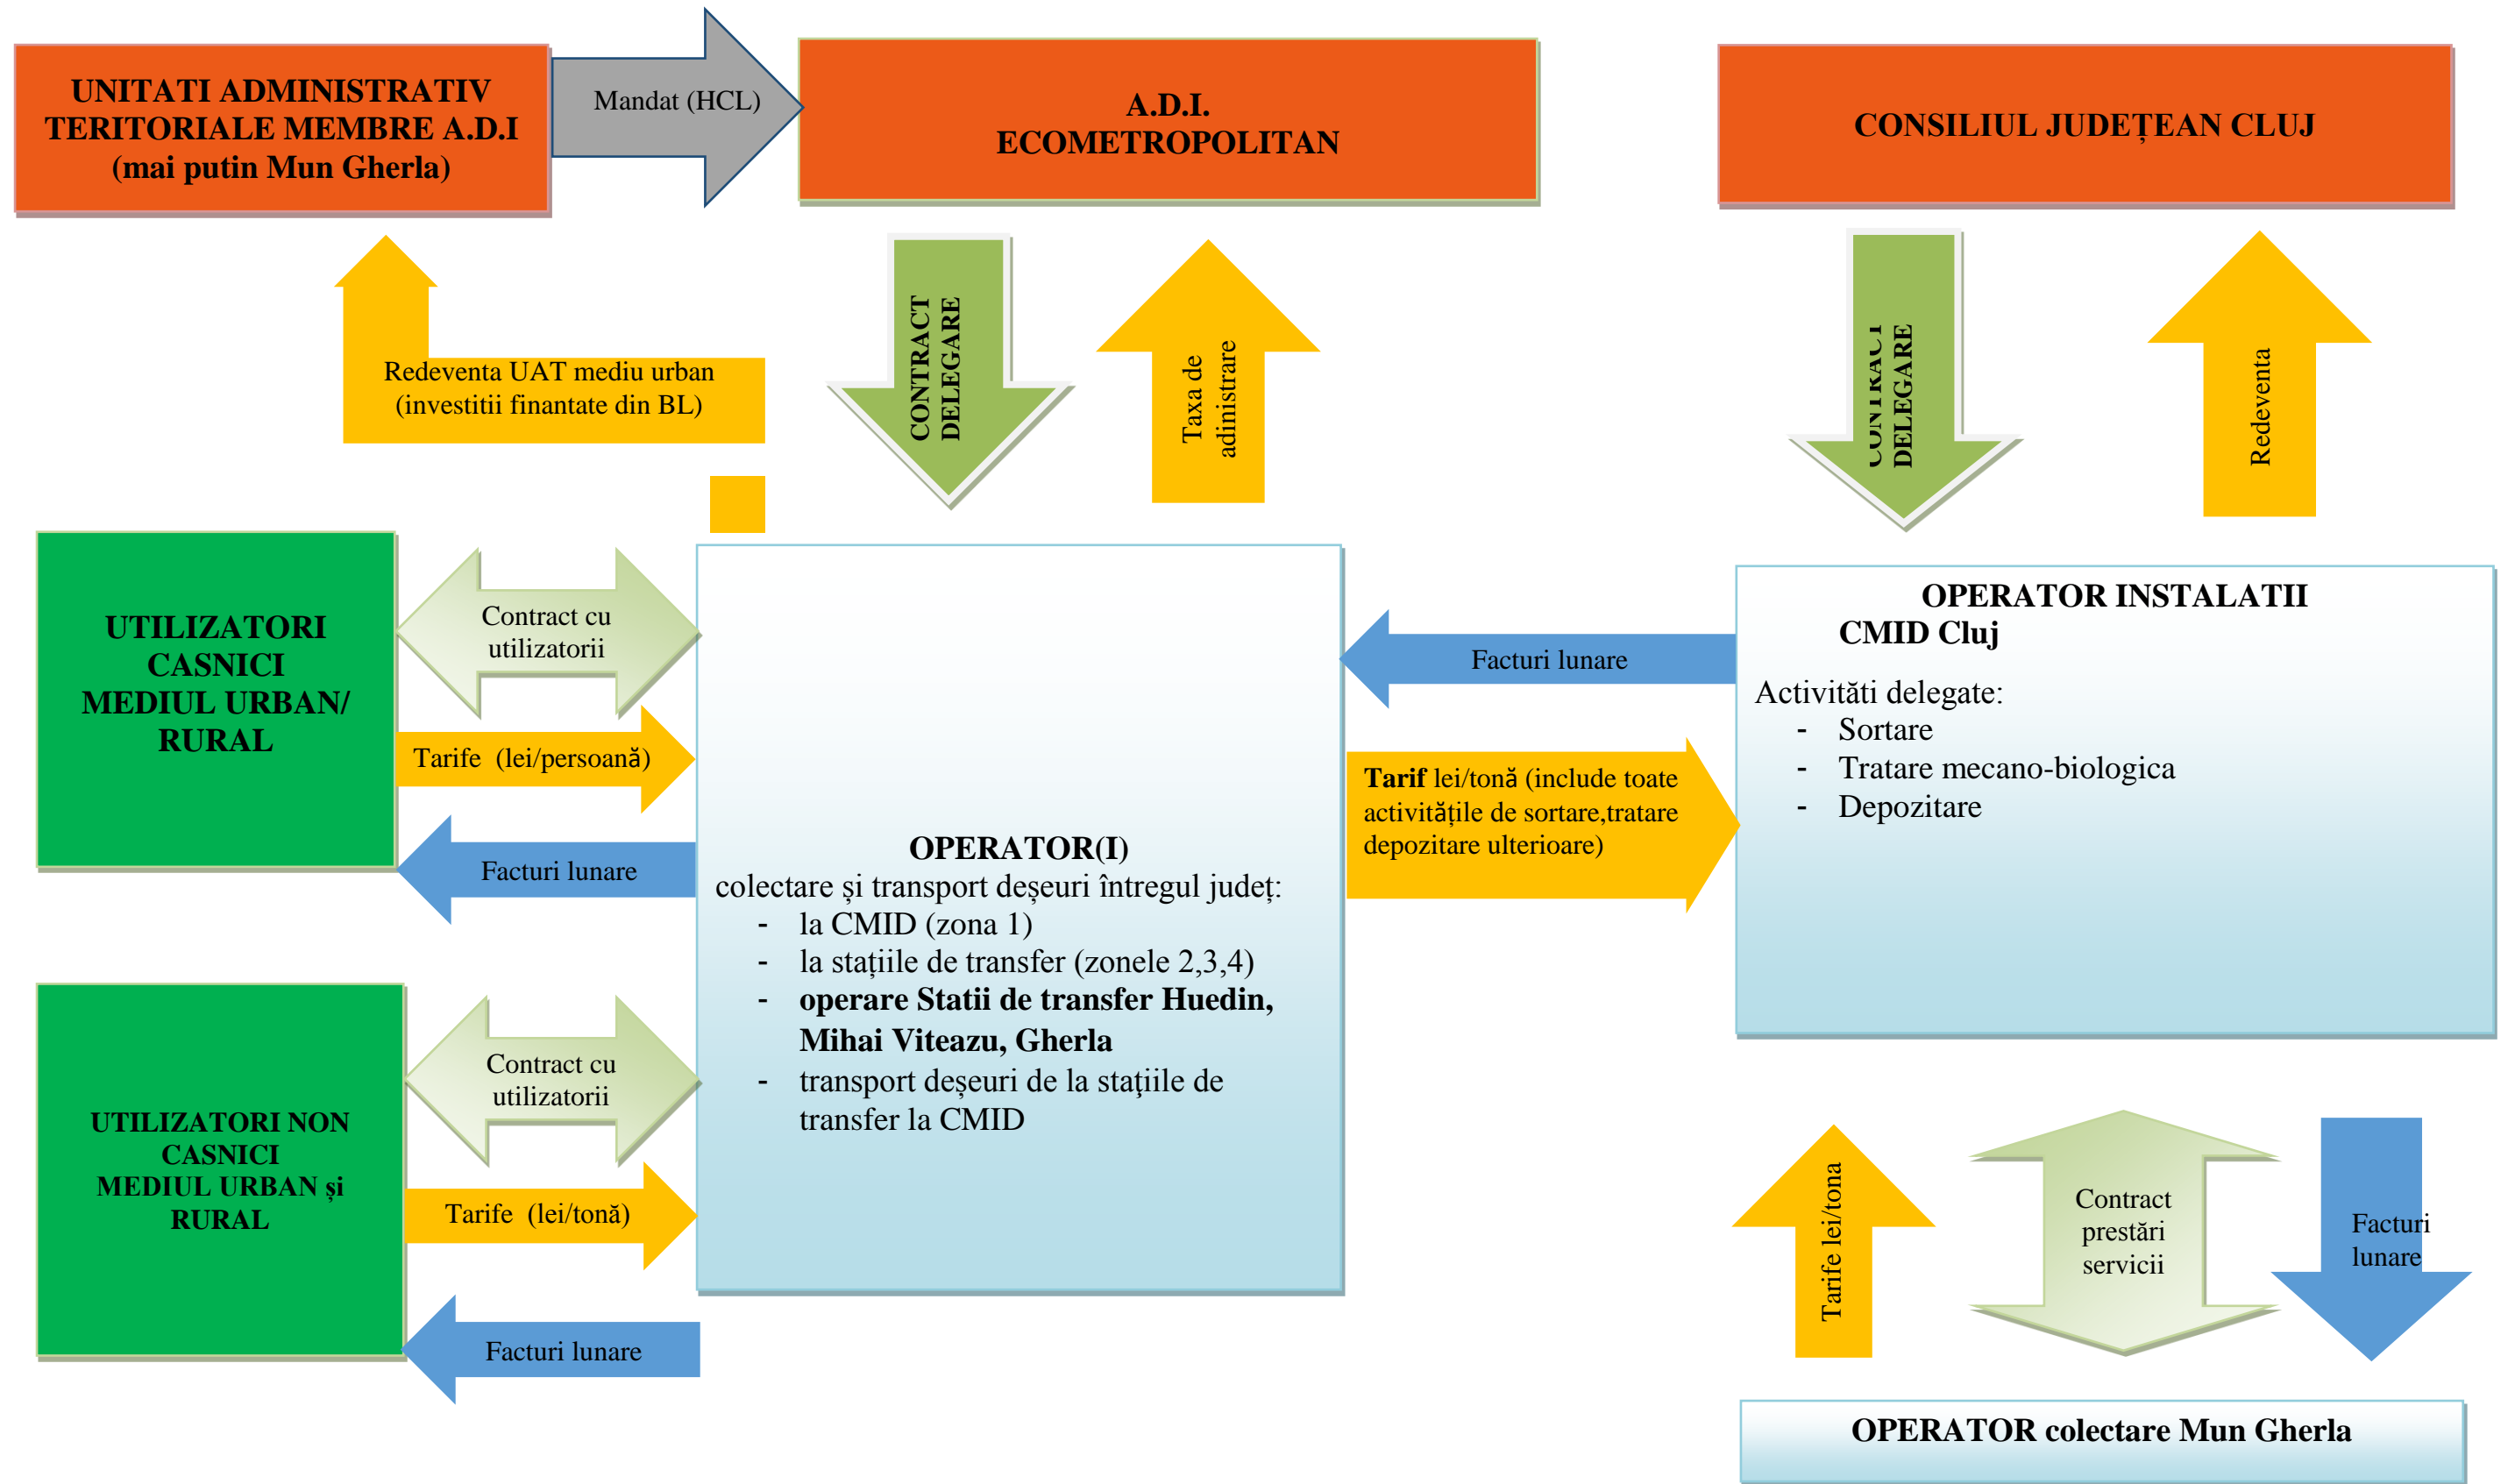 UNITATI ADMINISTRATIV
TERITORIALE MEMBRE A.D.I
(mai putin Mun Gherla)
Mandat (HCL)
A.D.I.
ECOMETROPOLITAN
CONSILIUL JUDEȚEAN CLUJ
Redeventa UAT mediu urban
(investitii finantate din BL)
CONTRACT
DELEGARE
Taxa de
adinistrare
CONTRACT
DELEGARE
Redeventa
UTILIZATORI
CASNICI
MEDIUL URBAN/
RURAL
Contract cu
utilizatorii
Tarife (lei/persoană)
Facturi lunare
OPERATOR(I)
colectare și transport deșeuri întregul județ:
- la CMID (zona 1)
- la stațiile de transfer (zonele 2,3,4)
- operare Statii de transfer Huedin,
Mihai Viteazu, Gherla
- transport deșeuri de la staţiile de
transfer la CMID
Facturi lunare
Tarif lei/tonă (include toate
activitățile de sortare,tratare
depozitare ulterioare)
OPERATOR INSTALATII
CMID Cluj
Activităti delegate:
- Sortare
- Tratare mecano-biologica
- Depozitare
UTILIZATORI NON
CASNICI
MEDIUL URBAN și
RURAL
Contract cu
utilizatorii
Tarife (lei/tonă)
Facturi lunare
Tarife lei/tona
Contract
prestări
servicii
Facturi
lunare
OPERATOR colectare Mun Gherla